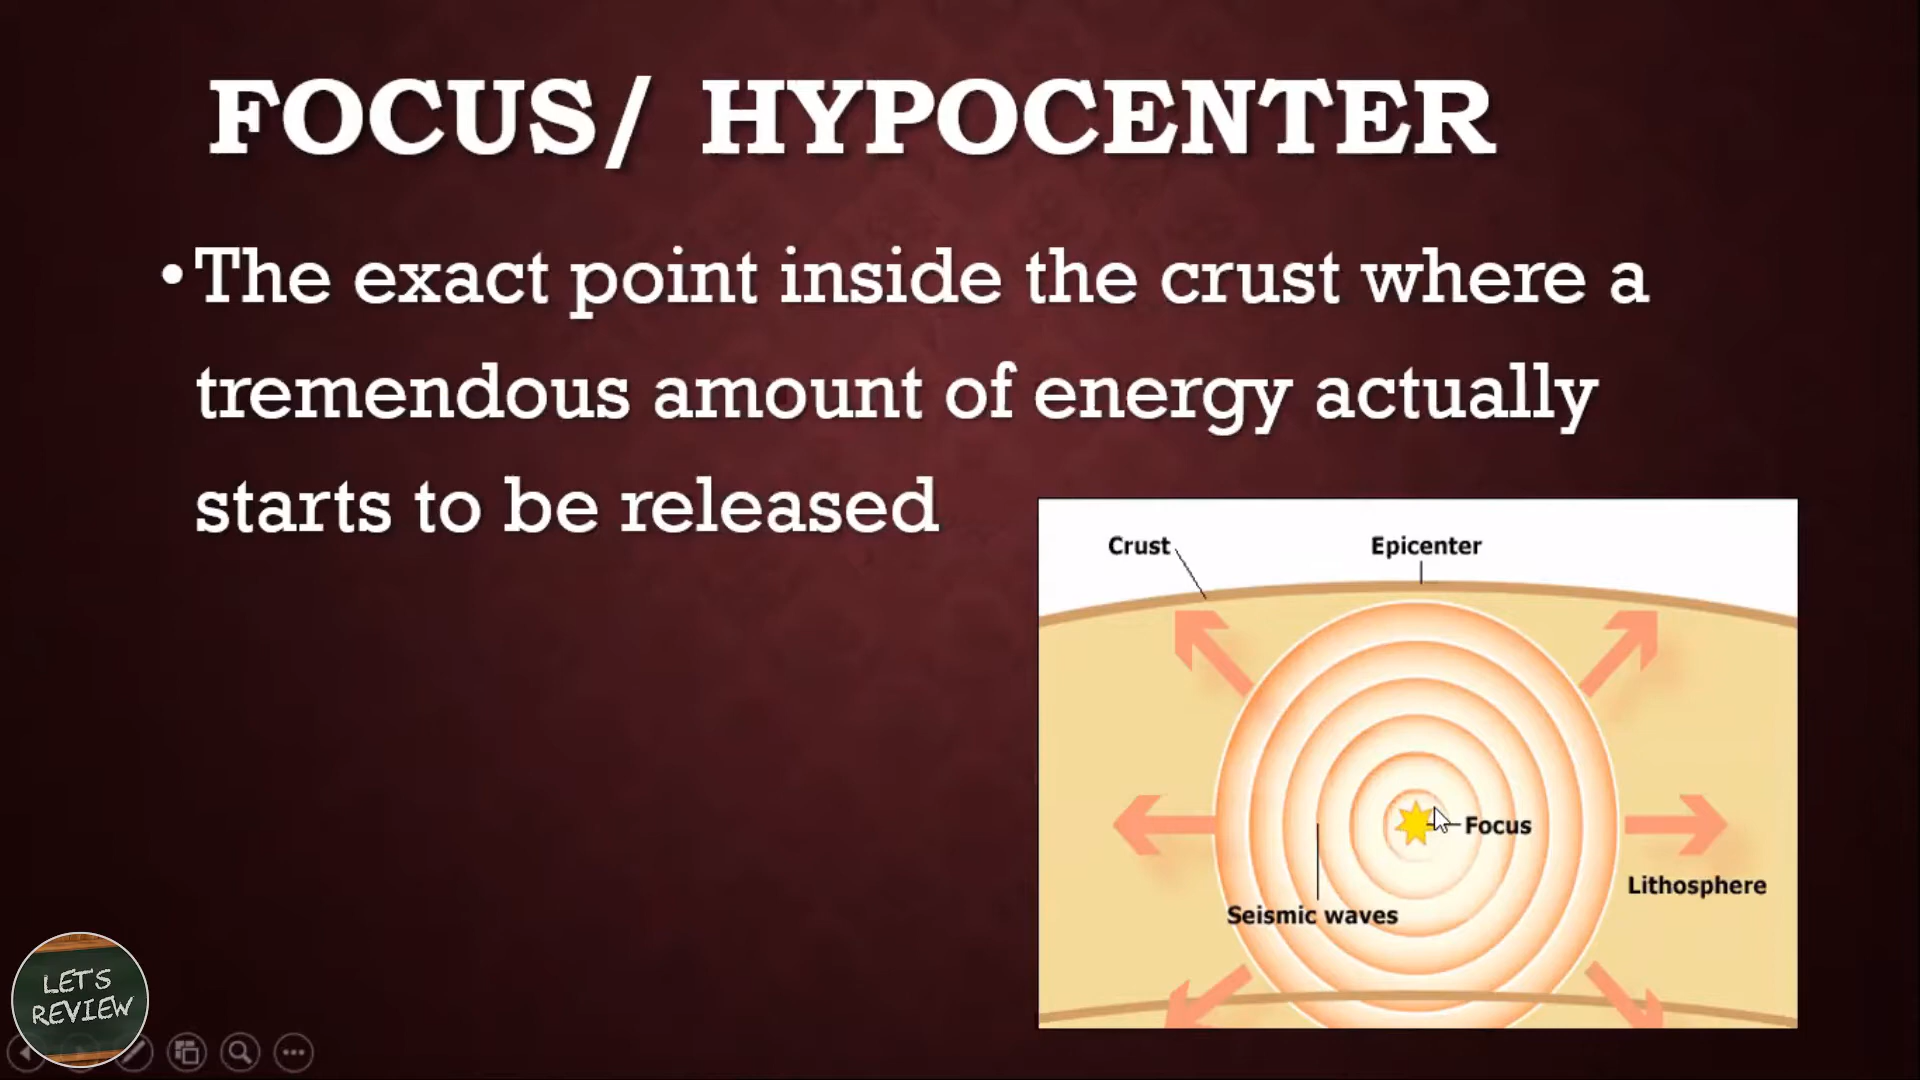 FOCUS/ HYPOCENTER
•The exact point inside the crust where a
tremendous amount of energy actually
starts to be released
Crust
Epicenter
Focus
Lithosphere
Seismic waves
LET'S
REVIEW